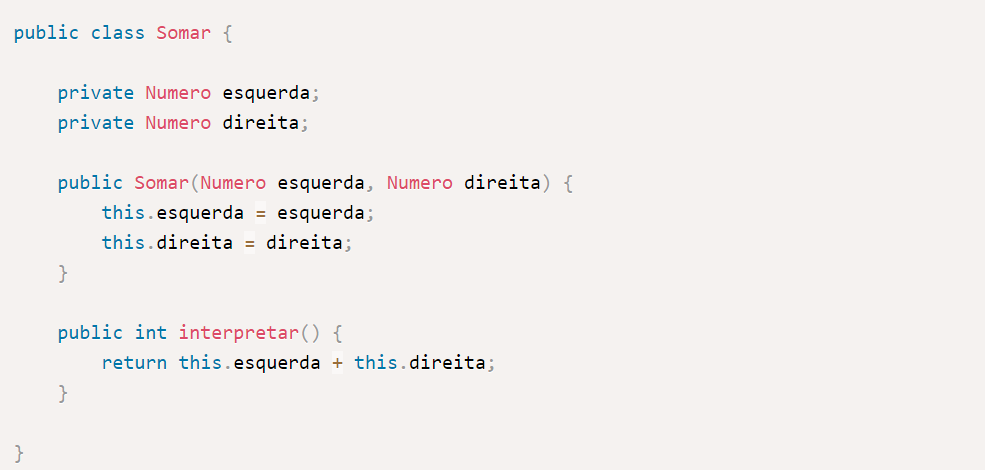 public class Somar {
    private Numero esquerda;
    private Numero direita;
    public Somar(Numero esquerda, Numero direita) {
        this.esquerda = esquerda;
        this.direita = direita;
    }
    public int interpretar() {
        return this.esquerda + this.direita;
    }
}